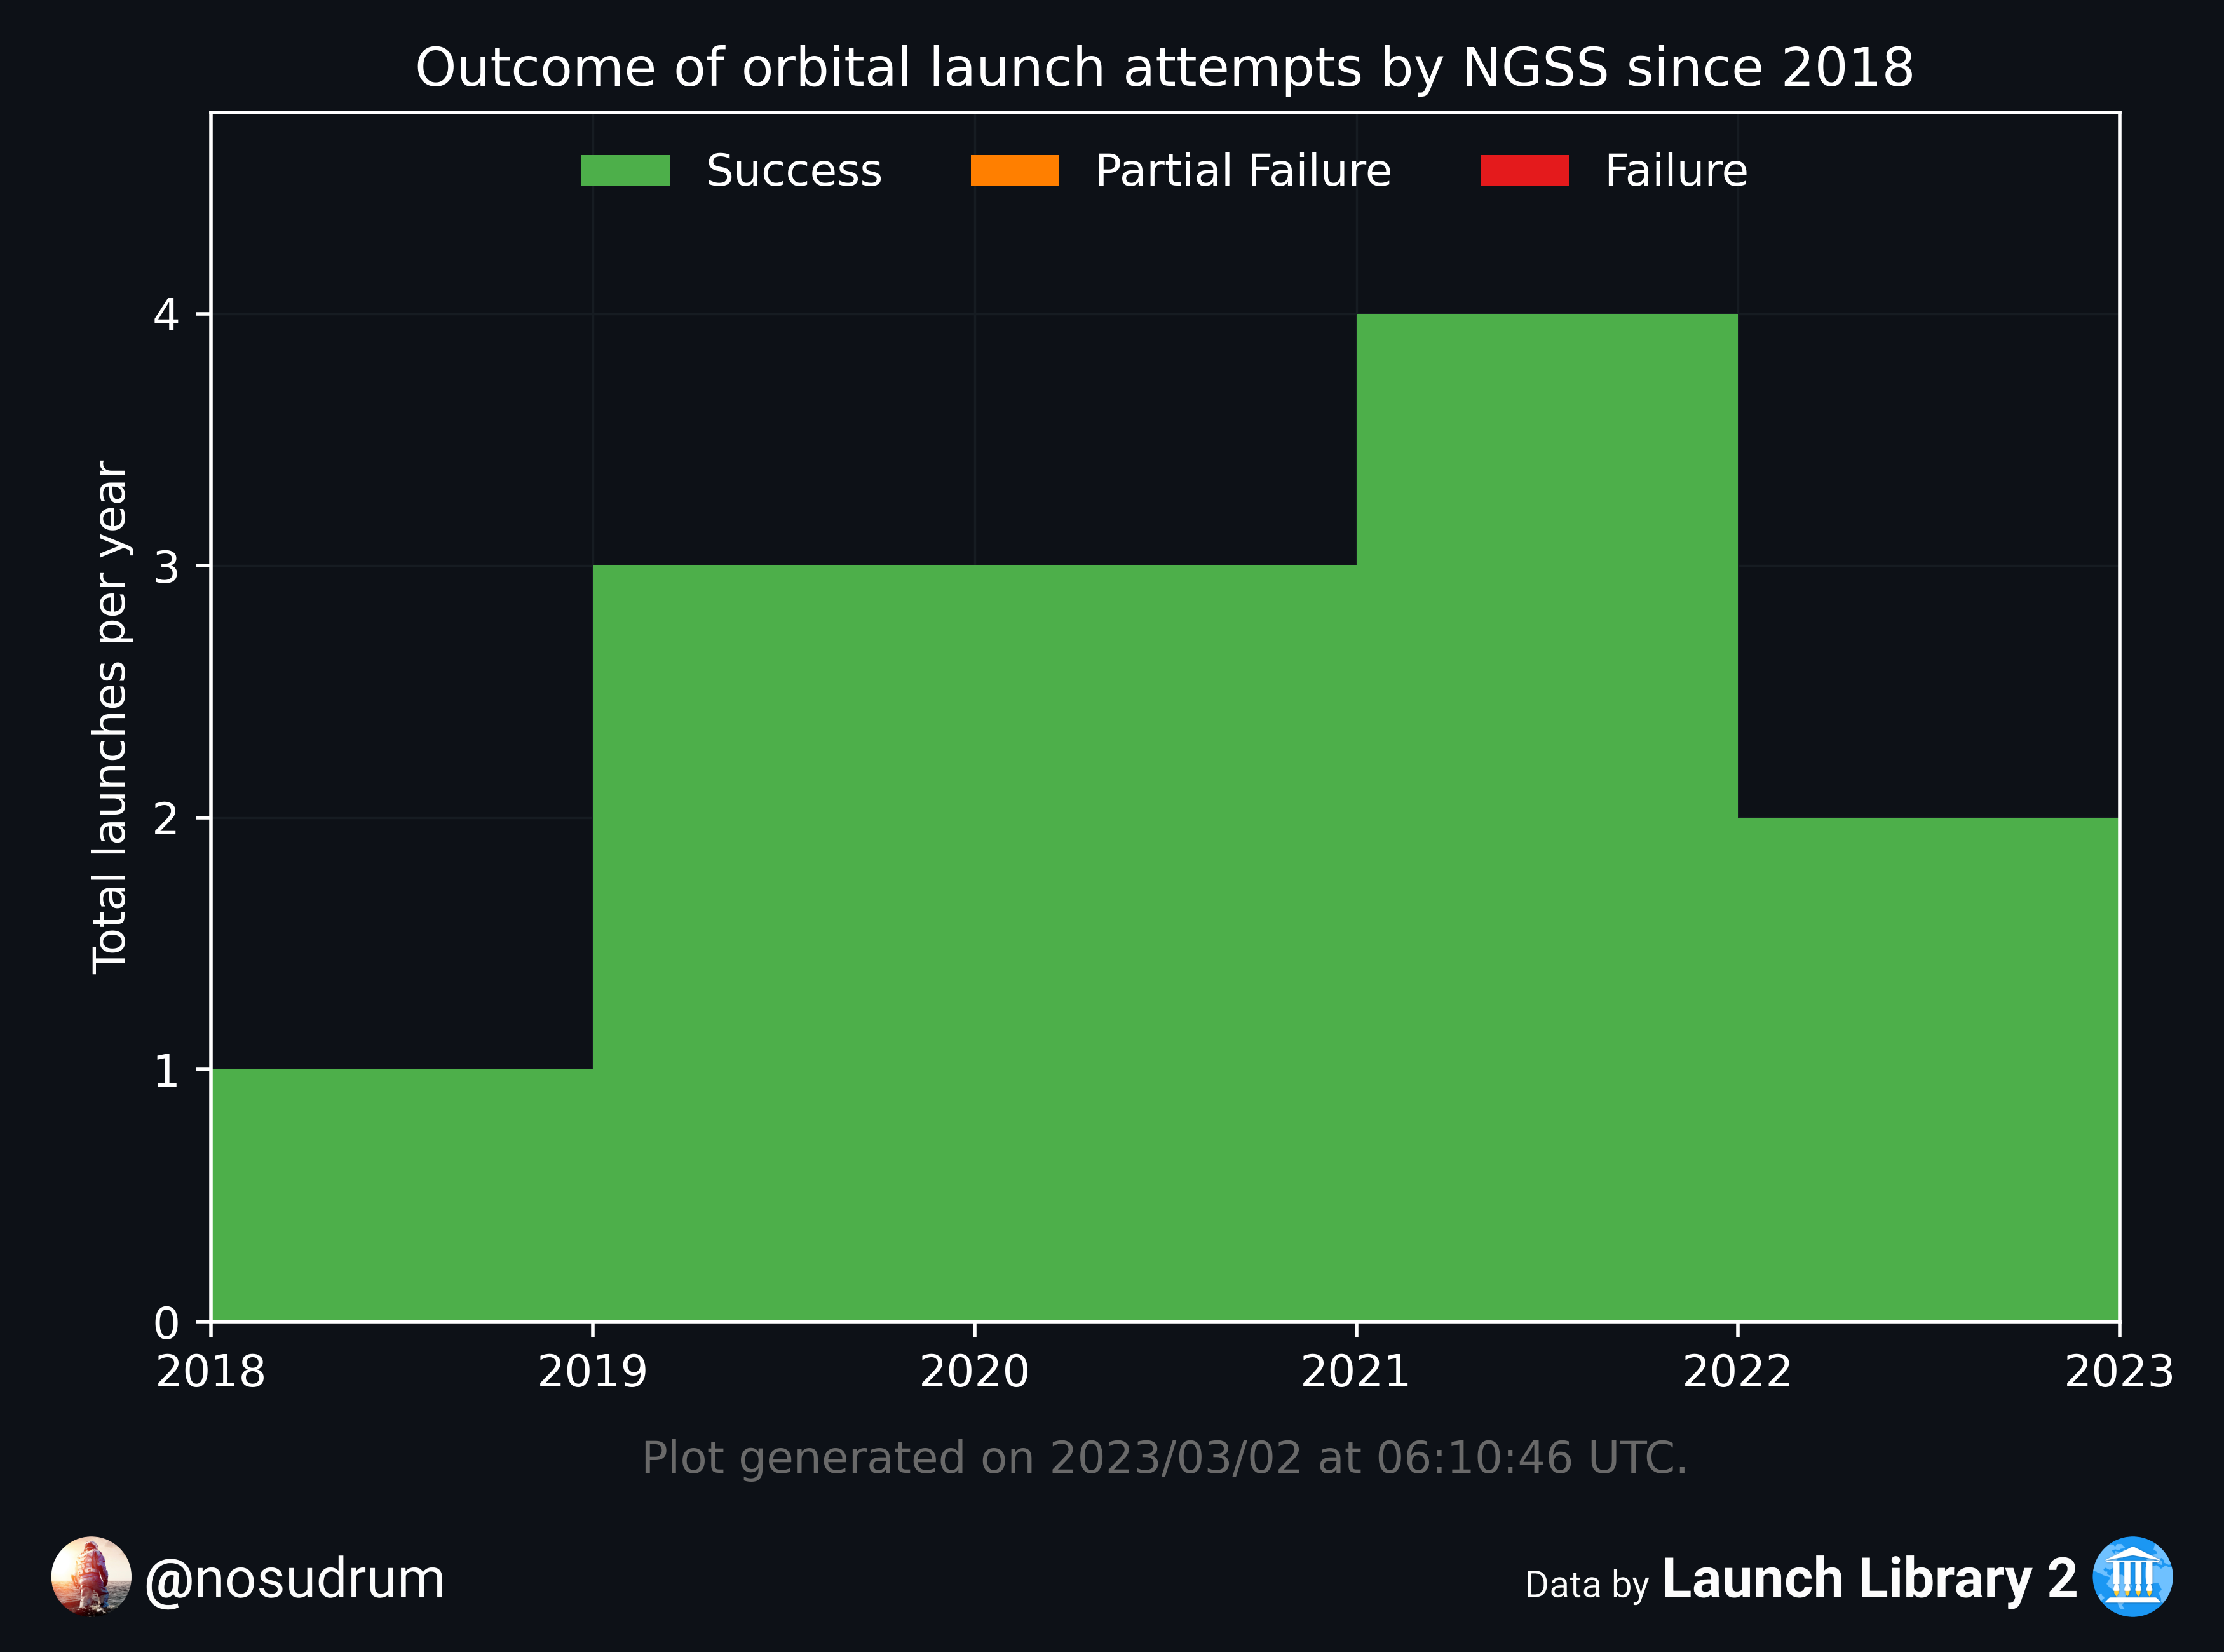 Outcome of orbital launch attempts by NGSS since 2018
Success Partial Failure Failure
Total launches per year
4
3
2
1
0
2018 2019 2020 2021 2022 2023
Plot generated on 2023/03/02 at 06:10:46 UTC.
@nosudrum
Data by Launch Library 2